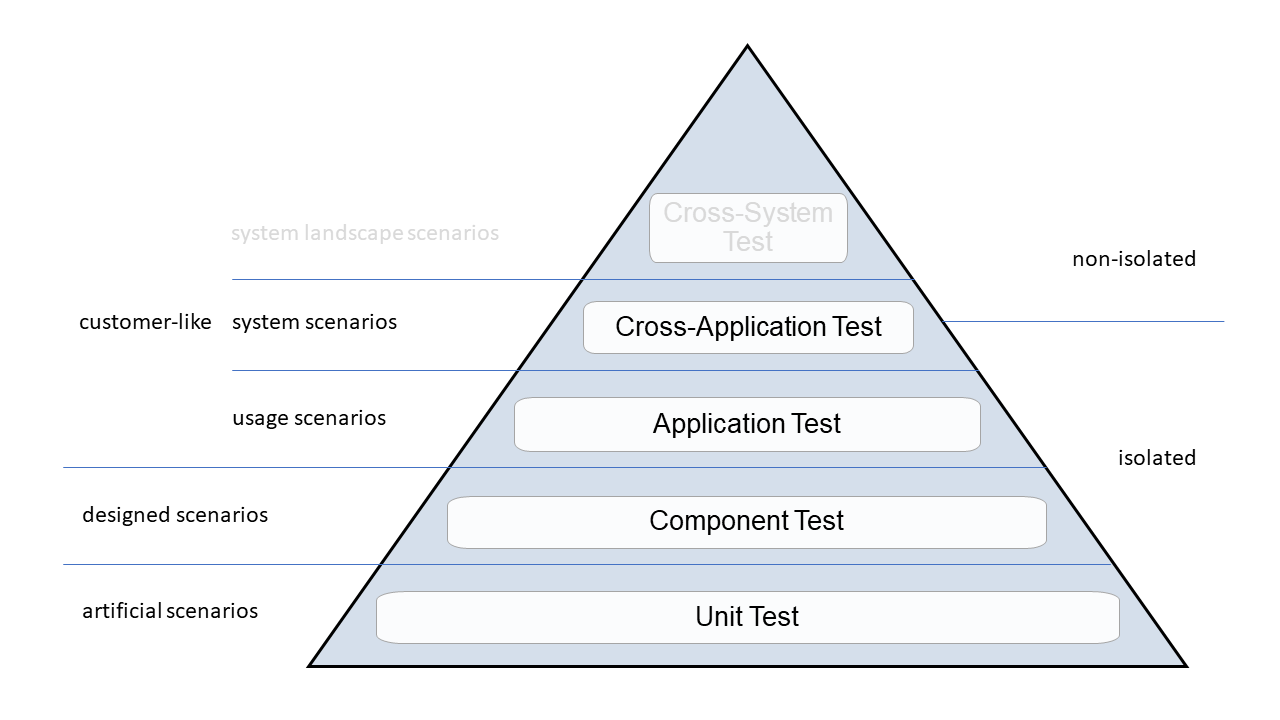 Cross-System
Test
system landscape scenarios
non-isolated
customer-like
system scenarios
Cross-Application Test
usage scenarios
Application Test
isolated
designed scenarios
Component Test
artificial scenarios
Unit Test